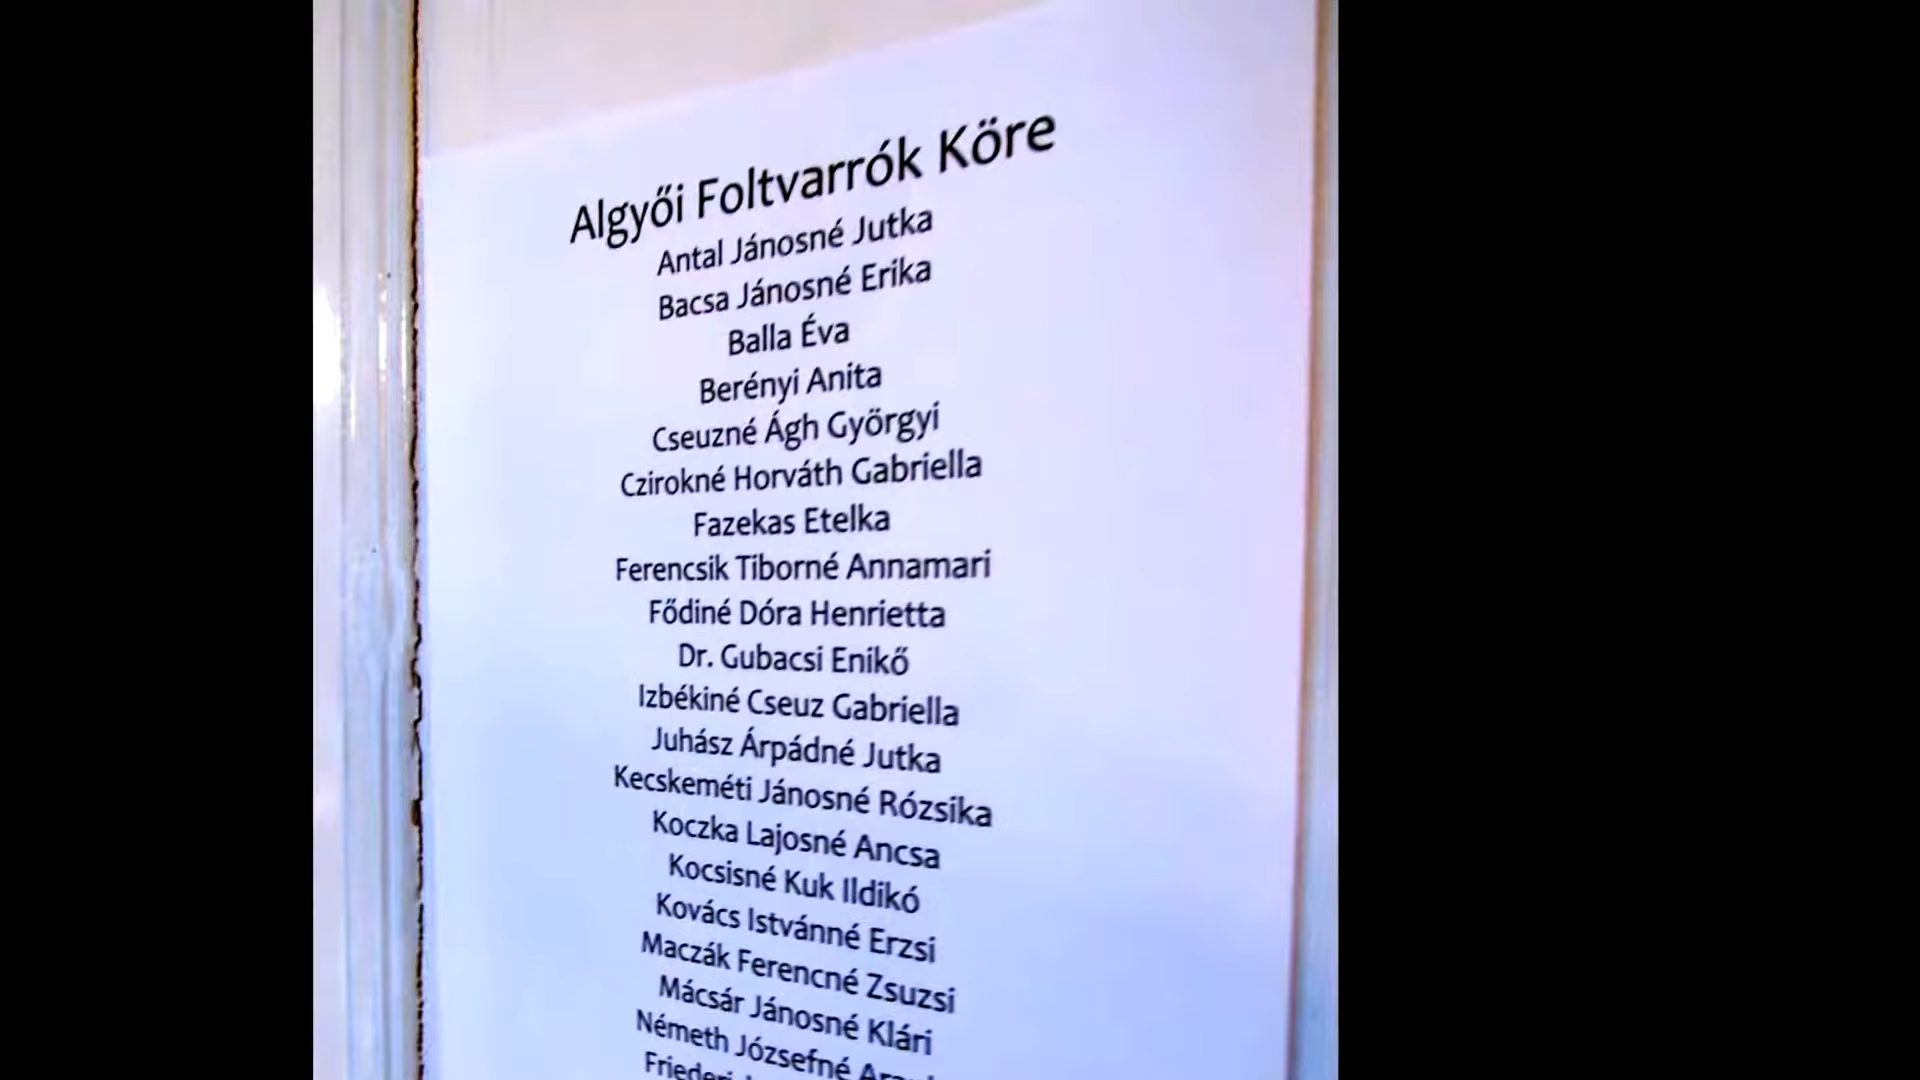 Algyői Foltvarrók Köre
Antal Jánosné Jutka
Bacsa Jánosné Erika
Balla Éva
Berényi Anita
Cseuzné Ágh Györgyi
Czirokné Horváth Gabriella
Fazekas Etelka
Ferencsik Tiborné Annamari
Fődiné Dóra Henrietta
Dr. Gubacsi Enikő
Izbékiné Cseuz Gabriella
Juhász Árpádné Jutka
Kecskeméti Jánosné Rózsika
Koczka Lajosné Ancsa
Kocsisné Kuk Ildikó
Kovács Istvánné Erzsi
Maczák Ferencné Zsuzsi
Mácsár Jánosné Klári
Németh Józsefné